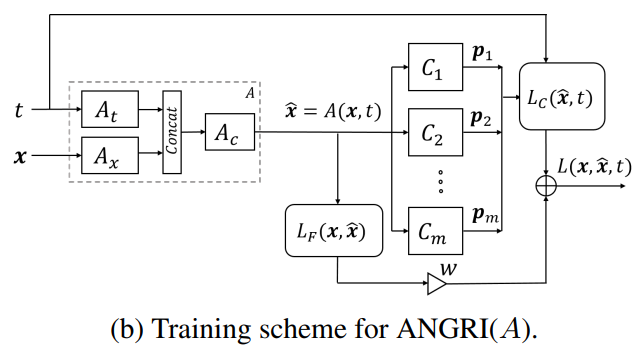 t
x
A
A_t
A_x
Concat
A_c
x̂ = A(x, t)
C_1
C_2
C_m
p_1
p_2
p_m
L_C(x̂, t)
L_F(x, x̂)
w
L(x, x̂, t)
(b) Training scheme for ANGRI(A).